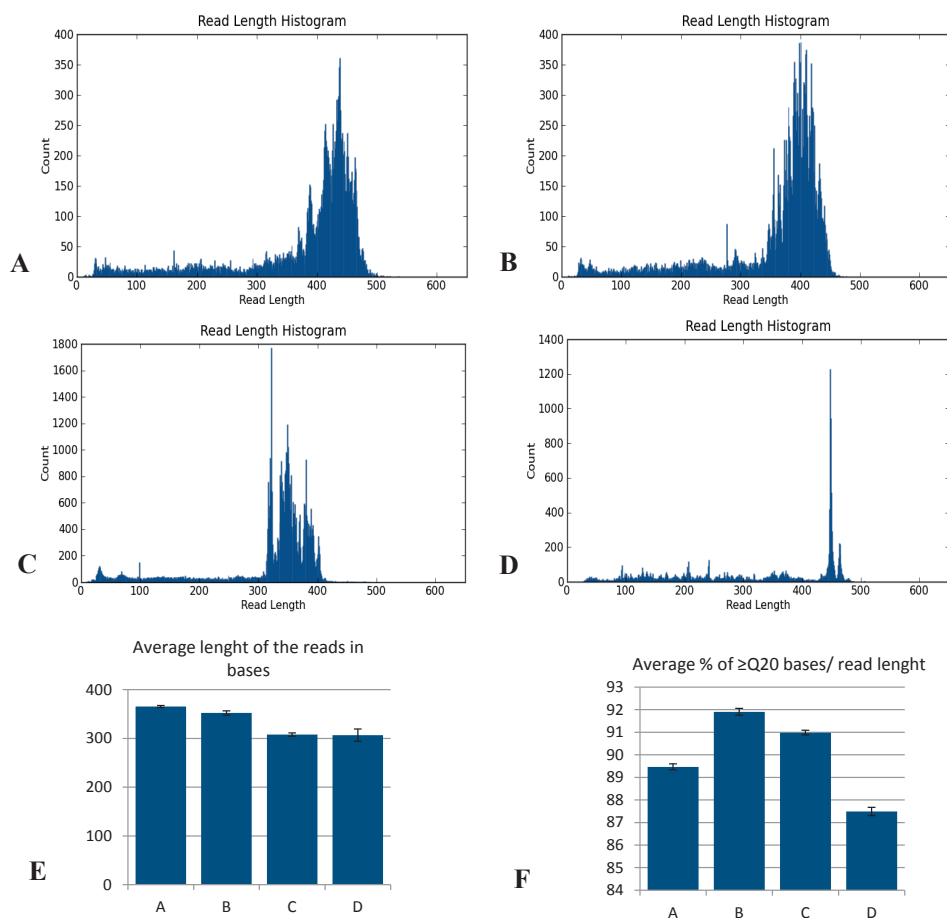 Read Length Histogram
400
350
300
250
200
150
100
50
0
Count
0 100 200 300 400 500 600
Read Length
A
Read Length Histogram
400
350
300
250
200
150
100
50
0
Count
0 100 200 300 400 500 600
Read Length
B
Read Length Histogram
1800
1600
1400
1200
1000
800
600
400
200
0
Count
0 100 200 300 400 500 600
Read Length
C
Read Length Histogram
1400
1200
1000
800
600
400
200
0
Count
0 100 200 300 400 500 600
Read Length
D
Average lenght of the reads in
bases
400
300
200
100
0
A B C D
E
Average % of ≥Q20 bases/ read lenght
93
92
91
90
89
88
87
86
85
84
A B C D
F